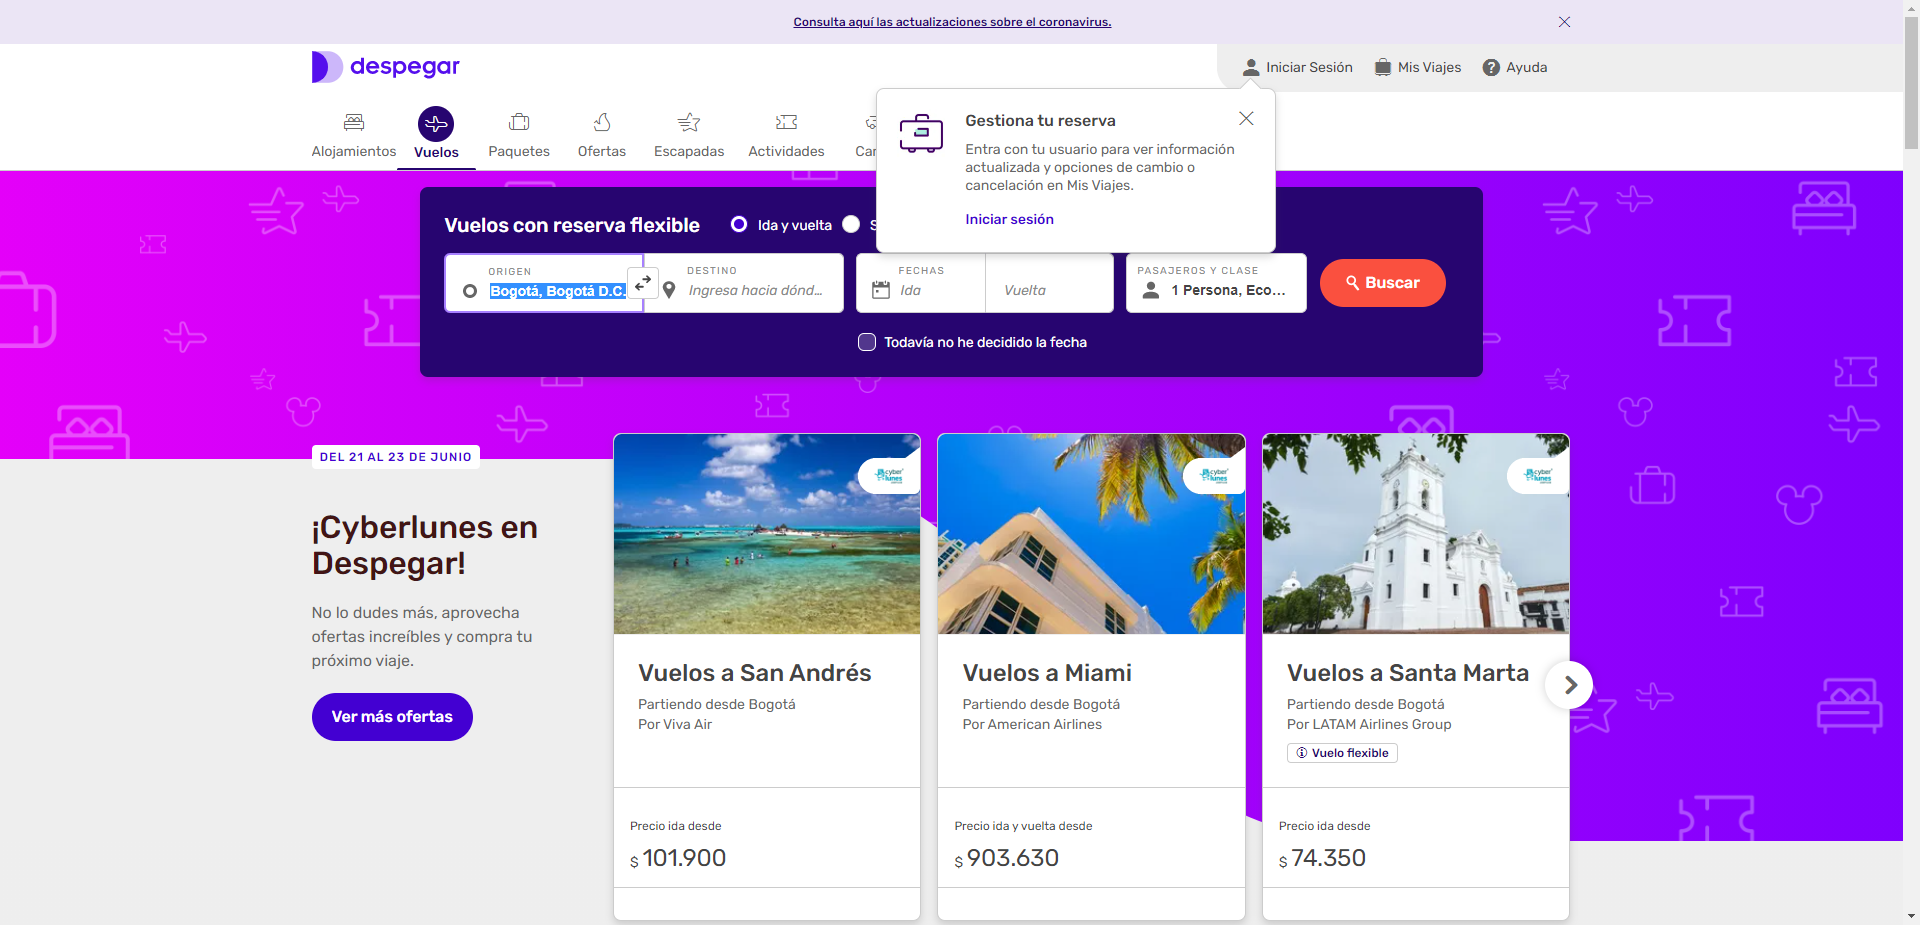 Consulta aquí las actualizaciones sobre el coronavirus.
despegar
Iniciar Sesión
Mis Viajes
Ayuda
Alojamientos
Vuelos
Paquetes
Ofertas
Escapadas
Actividades
Gestiona tu reserva
Entra con tu usuario para ver información
actualizada y opciones de cambio o
cancelación en Mis Viajes.
Iniciar sesión
Vuelos con reserva flexible
Ida y vuelta
ORIGEN
Bogotá, Bogotá D.C.
DESTINO
Ingresa hacia dónd...
FECHAS
Ida
Vuelta
PASAJEROS Y CLASE
1 Persona, Eco...
Buscar
Todavía no he decidido la fecha
DEL 21 AL 23 DE JUNIO
¡Cyberlunes en
Despegar!
No lo dudes más, aprovecha
ofertas increíbles y compra tu
próximo viaje.
Ver más ofertas
cyber
lunes
Vuelos a San Andrés
Partiendo desde Bogotá
Por Viva Air
Precio ida desde
$ 101.900
cyber
lunes
Vuelos a Miami
Partiendo desde Bogotá
Por American Airlines
Precio ida y vuelta desde
$ 903.630
cyber
lunes
Vuelos a Santa Marta
Partiendo desde Bogotá
Por LATAM Airlines Group
Vuelo flexible
Precio ida desde
$ 74.350